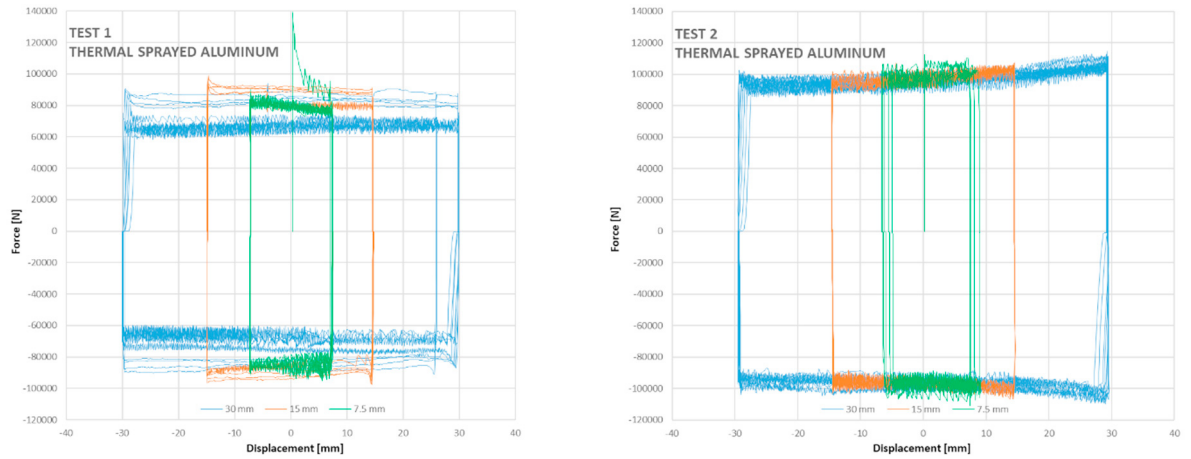 140000
120000
100000
80000
60000
40000
20000
0
-20000
-40000
-60000
-80000
-100000
-120000
Force [N]
TEST 1
THERMAL SPRAYED ALUMINUM
30 mm 15 mm 7.5 mm
-40 -30 -20 -10 0 10 20 30 40
Displacement [mm]
140000
120000
100000
80000
60000
40000
20000
0
-20000
-40000
-60000
-80000
-100000
-120000
Force [N]
TEST 2
THERMAL SPRAYED ALUMINUM
30 mm 15 mm 7.5 mm
-40 -30 -20 -10 0 10 20 30 40
Displacement [mm]